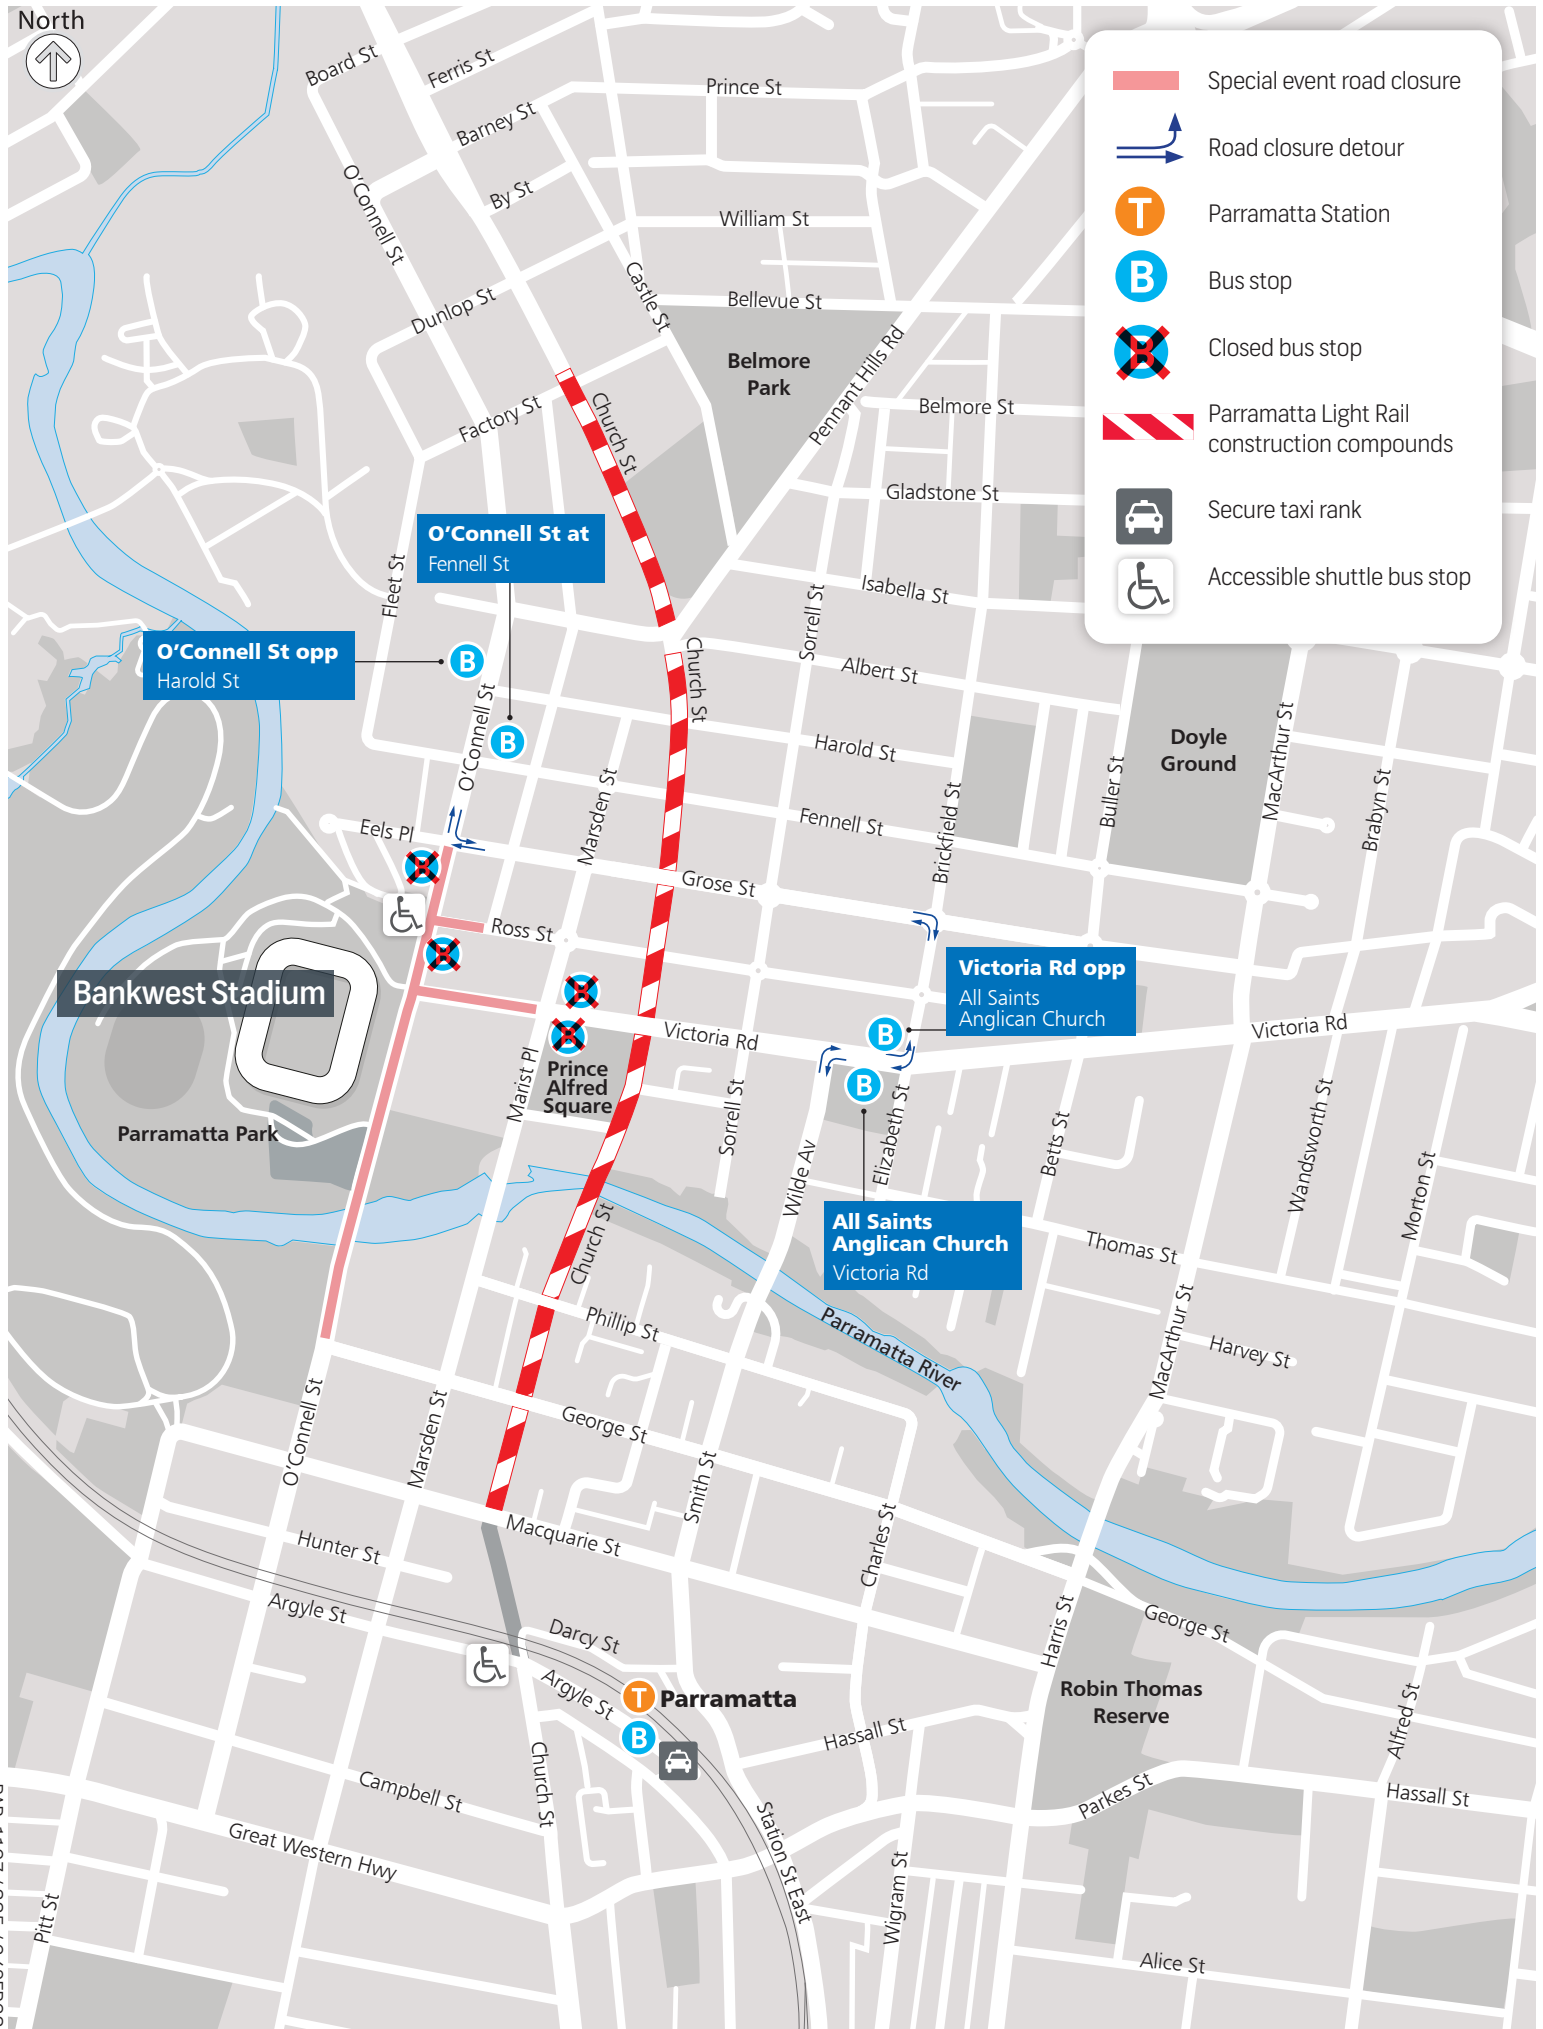 North
Board St
Ferris St
Prince St
Barney St
O'Connell St
By St
William St
Castle St
Dunlop St
Bellevue St
Belmore
Park
Pennant Hills Rd
Belmore St
Factory St
Church St
Gladstone St
Special event road closure
Road closure detour
T
Parramatta Station
B
Bus stop
B
Closed bus stop
Parramatta Light Rail
construction compounds
Secure taxi rank
Accessible shuttle bus stop
O'Connell St at
Fennell St
Fleet St
Isabella St
Sorrell St
O'Connell St opp
Harold St
B
Church St
Albert St
O'Connell St
B
Harold St
Doyle
Ground
MacArthur St
Buller St
Brabyn St
Marsden St
Fennell St
Brickfield St
Eels Pl
B
Grose St
Ross St
B
Bankwest Stadium
B
B
Victoria Rd opp
All Saints
Anglican Church
B
Victoria Rd
Victoria Rd
Prince
Alfred
Square
Marist Pl
B
Sorrell St
Elizabeth St
Betts St
Wandsworth St
Morton St
Parramatta Park
Wilde Av
All Saints
Anglican Church
Victoria Rd
Thomas St
Church St
Phillip St
Parramatta River
MacArthur St
Harvey St
O'Connell St
Marsden St
George St
Smith St
Macquarie St
Charles St
Hunter St
Argyle St
Darcy St
Harris St
George St
Argyle St
T
Parramatta
B
Robin Thomas
Reserve
Hassall St
Alfred St
Church St
Campbell St
Parkes St
Hassall St
Great Western Hwy
Station St East
Wigram St
Pitt St
Alice St